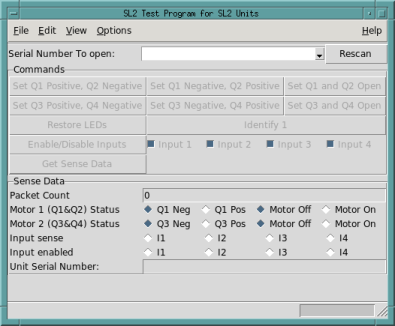 SL2 Test Program for SL2 Units
File Edit View Options Help
Serial Number To open: Rescan
Commands
Set Q1 Positive, Q2 Negative Set Q1 Negative, Q2 Positive Set Q1 and Q2 Open
Set Q3 Positive, Q4 Negative Set Q3 Negative, Q4 Positive Set Q3 and Q4 Open
Restore LEDs Identify 1
Enable/Disable Inputs Input 1 Input 2 Input 3 Input 4
Get Sense Data
Sense Data
Packet Count 0
Motor 1 (Q1&Q2) Status Q1 Neg Q1 Pos Motor Off Motor On
Motor 2 (Q3&Q4) Status Q3 Neg Q3 Pos Motor Off Motor On
Input sense I1 I2 I3 I4
Input enabled I1 I2 I3 I4
Unit Serial Number: